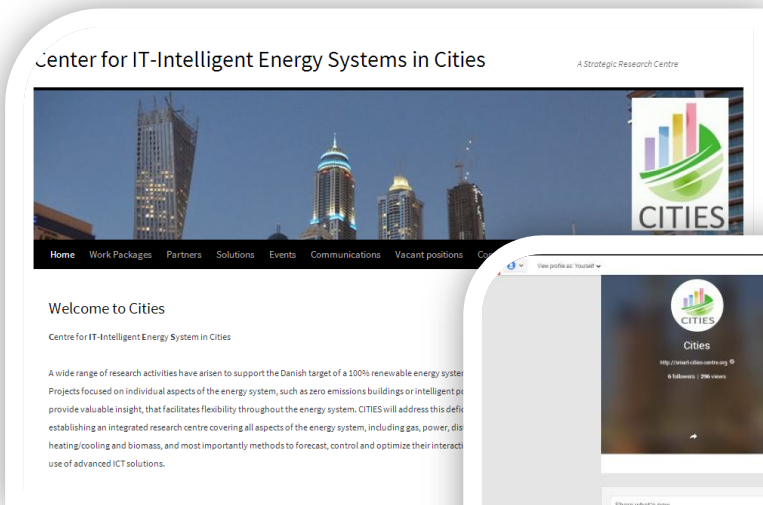 Center for IT-Intelligent Energy Systems in Cities
A Strategic Research Centre
CITIES
Home Work Packages Partners Solutions Events Communications Vacant positions
Welcome to Cities
Centre for IT-Intelligent Energy System in Cities
A wide range of research activities have arisen to support the Danish target of a 100% renewable energy
Projects focused on individual aspects of the energy system, such as zero emissions buildings or intelligent
provide valuable insight, that facilitates flexibility throughout the energy system. CITIES will address this
establishing an integrated research centre covering all aspects of the energy system, including gas, power,
heating/cooling and biomass, and most importantly methods to forecast, control and optimize their
use of advanced ICT solutions.
View profile as: Yourself
CITIES
Cities
http://smart-cities-centre.org
6 followers | 296 views
Share what's new